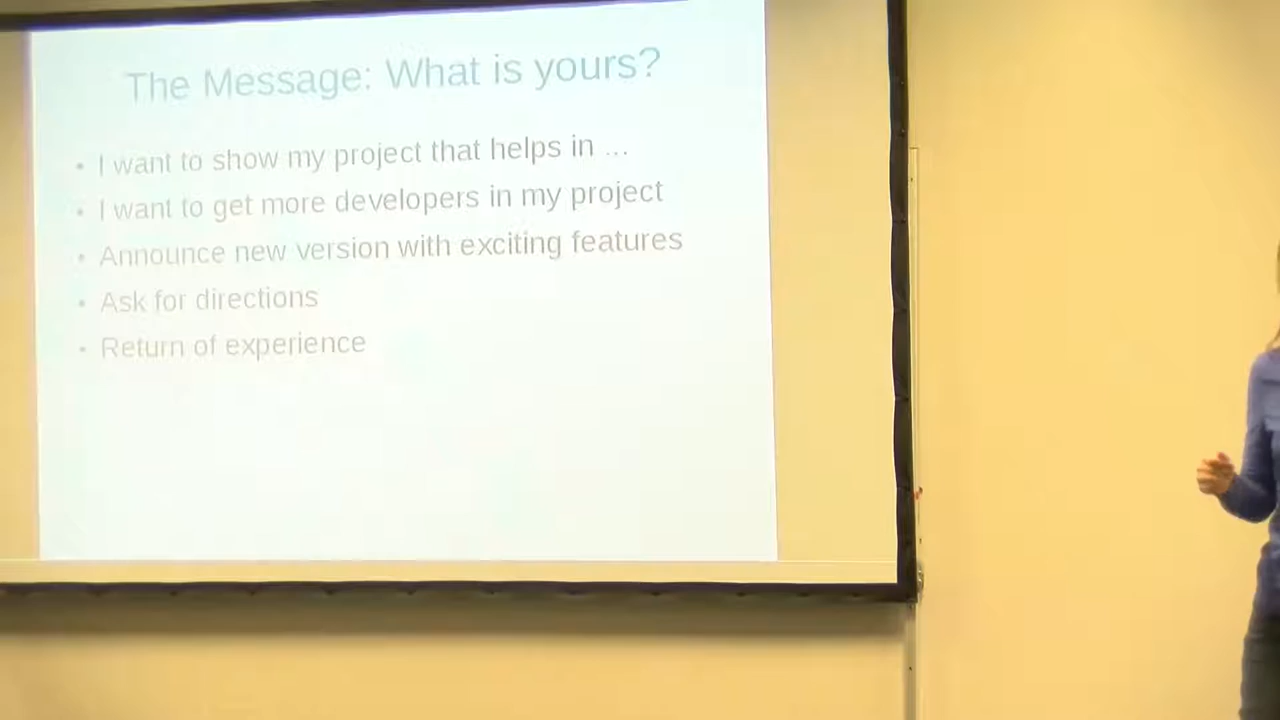 The Message: What is yours?
• I want to show my project that helps in ...
• I want to get more developers in my project
• Announce new version with exciting features
• Ask for directions
• Return of experience